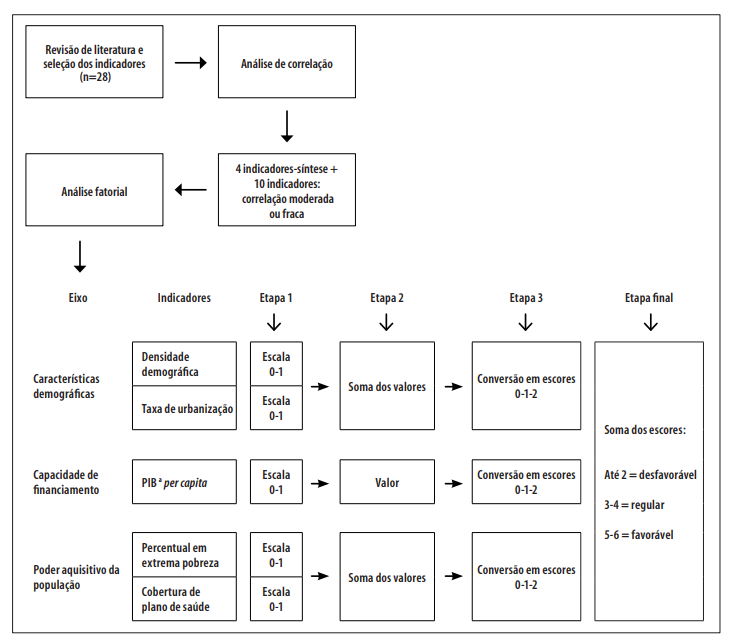 Revisão de literatura e
seleção dos indicadores
(n=28)
Análise de correlação
Análise fatorial
4 indicadores-síntese +
10 indicadores:
correlação moderada
ou fraca
Eixo
Indicadores
Etapa 1
Etapa 2
Etapa 3
Etapa final
Características
demográficas
Densidade
demográfica
Escala
0-1
Taxa de urbanização
Escala
0-1
Soma dos valores
Conversão em escores
0-1-2
Capacidade de
financiamento
PIB ª per capita
Escala
0-1
Valor
Conversão em escores
0-1-2
Poder aquisitivo da
população
Percentual em
extrema pobreza
Escala
0-1
Cobertura de
plano de saúde
Escala
0-1
Soma dos valores
Conversão em escores
0-1-2
Soma dos escores:
Até 2 = desfavorável
3-4 = regular
5-6 = favorável